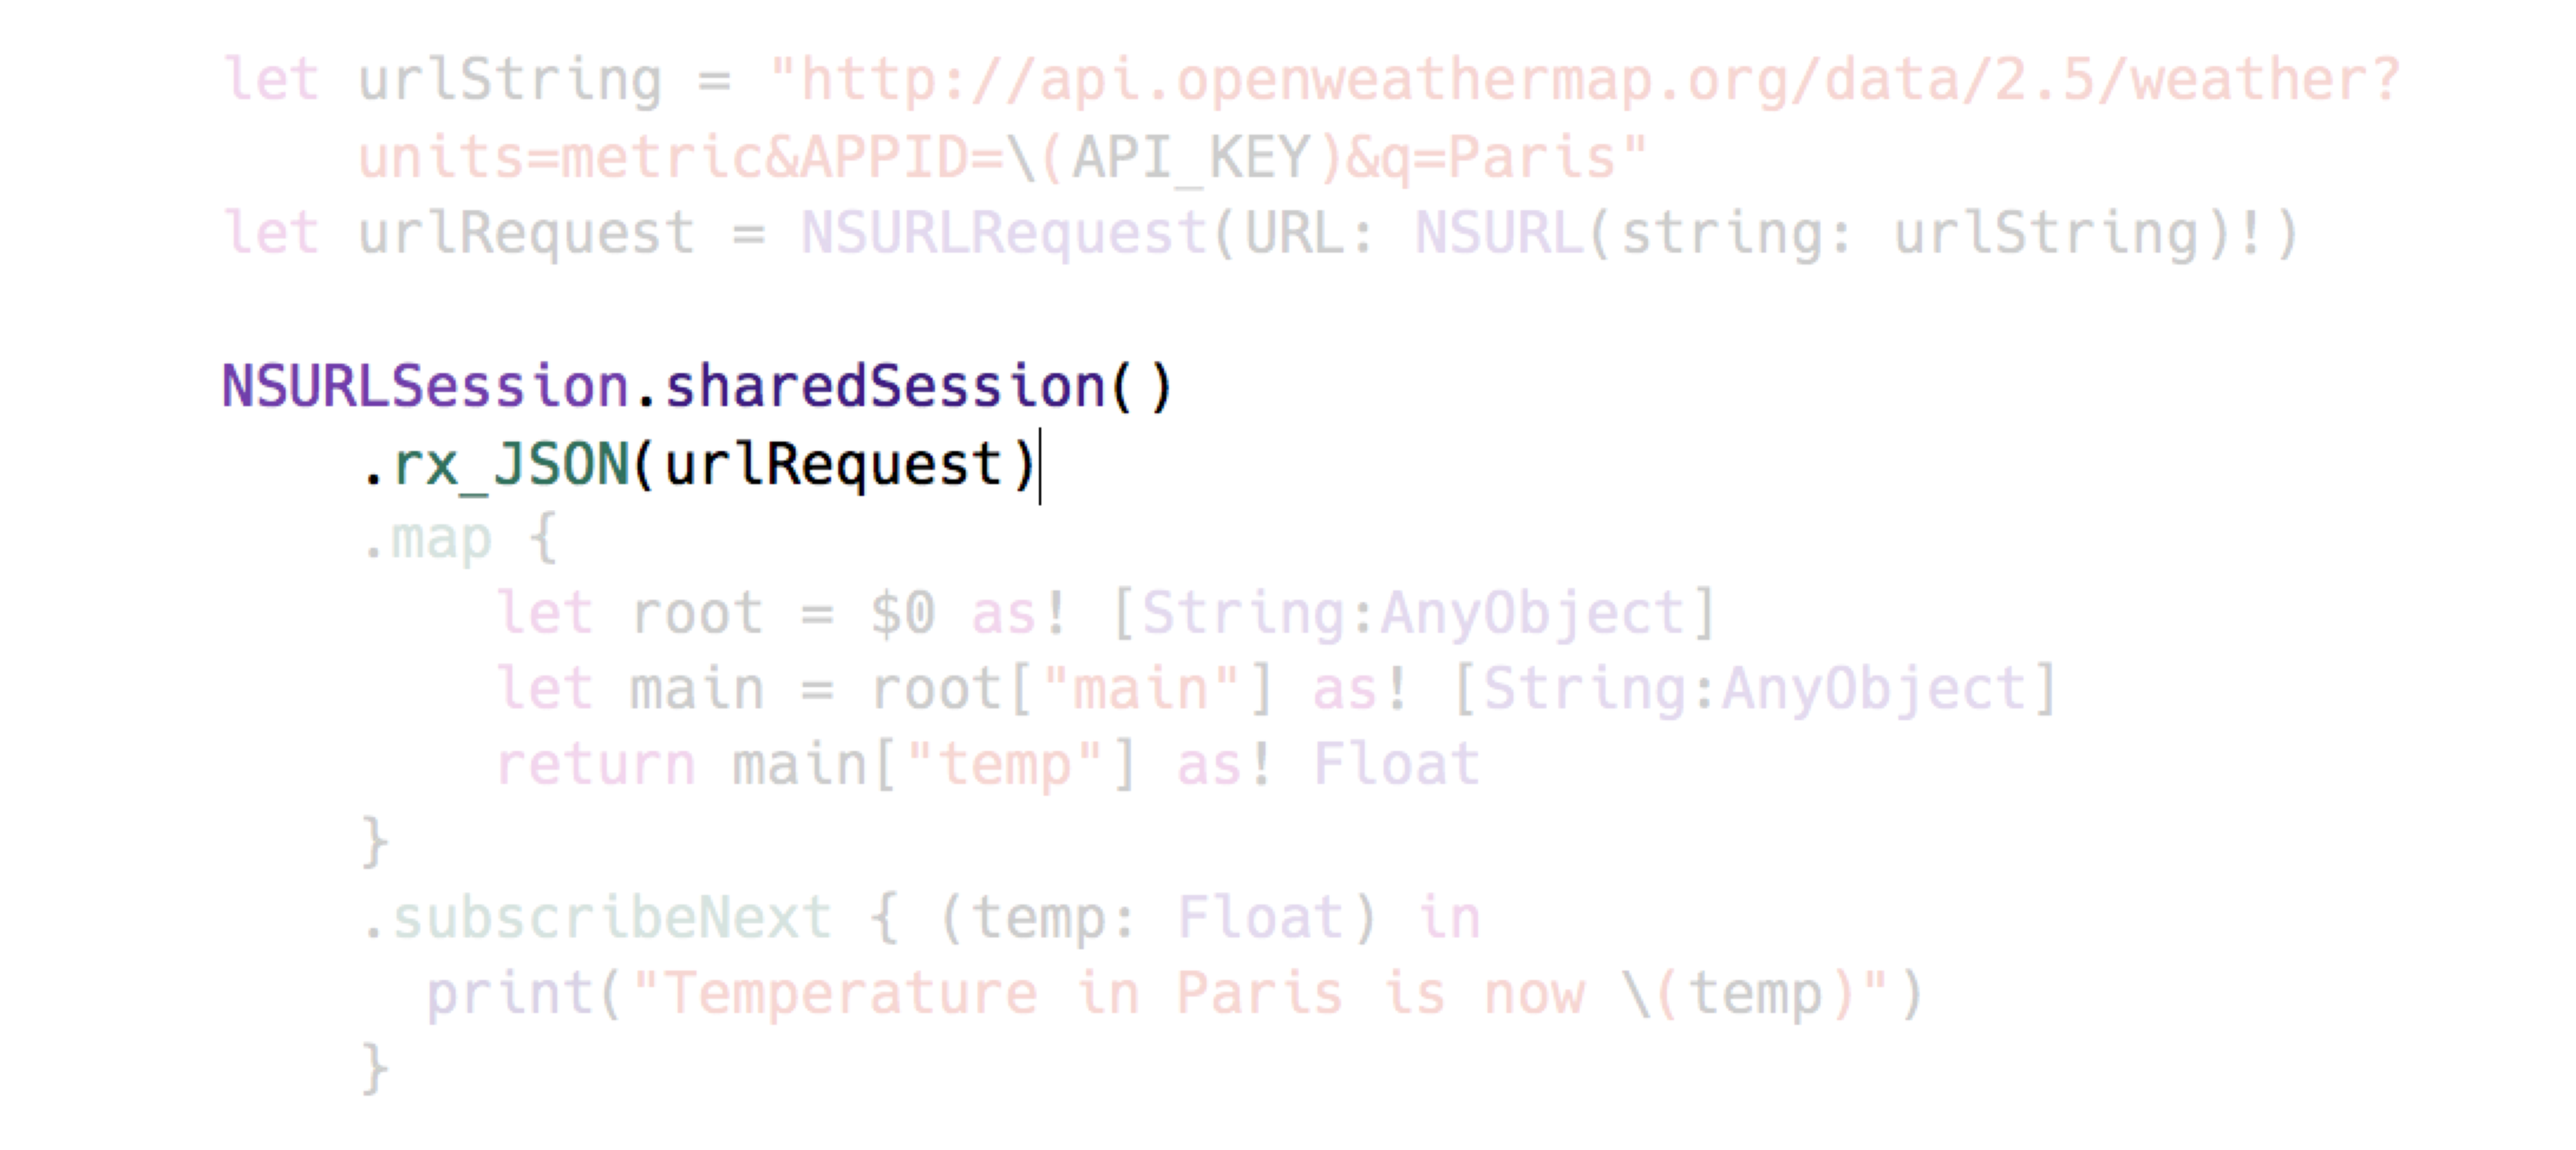 let urlString = "http://api.openweathermap.org/data/2.5/weather?
    units=metric&APPID=\(API_KEY)&q=Paris"
let urlRequest = NSURLRequest(URL: NSURL(string: urlString)!)

NSURLSession.sharedSession()
    .rx_JSON(urlRequest)
    .map {
        let root = $0 as! [String:AnyObject]
        let main = root["main"] as! [String:AnyObject]
        return main["temp"] as! Float
    }
    .subscribeNext { (temp: Float) in
      print("Temperature in Paris is now \(temp)")
    }